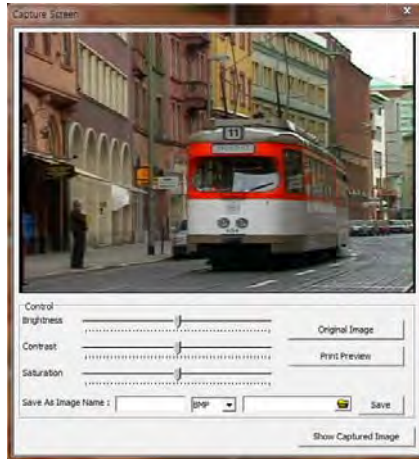 Capture Screen
x
11
Control
Brightness
Original Image
Contrast
Print Preview
Saturation
Save As Image Name :
BMP
Save
Show Captured Image